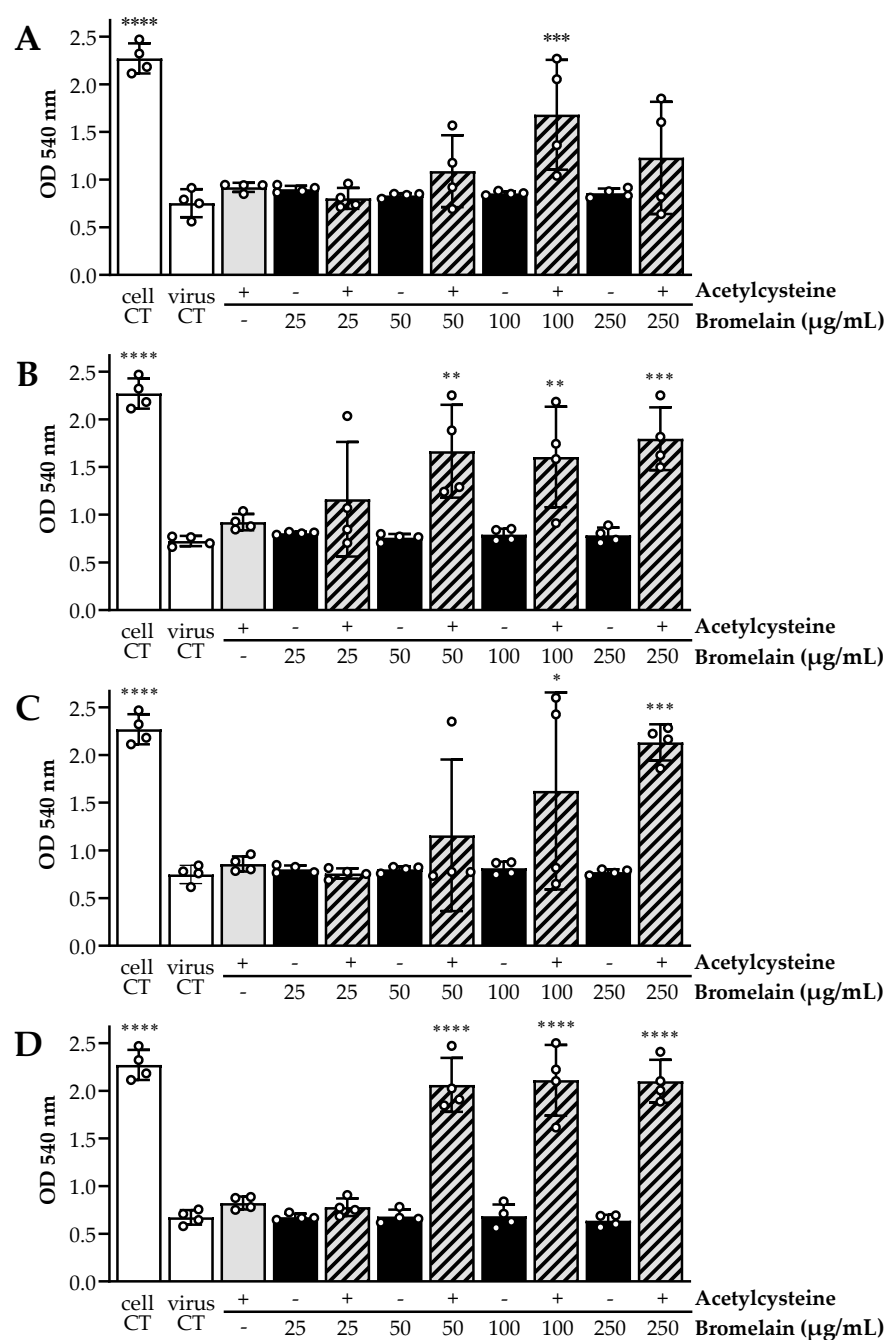 A
OD 540 nm
2.5
2.0
1.5
1.0
0.5
0.0
**** ***
cell CT virus CT + - + - + - + - + Acetylcysteine
- 25 25 50 50 100 100 250 250 Bromelain (µg/mL)
B
OD 540 nm
2.5
2.0
1.5
1.0
0.5
0.0
**** ** ** ***
cell CT virus CT + - + - + - + - + Acetylcysteine
- 25 25 50 50 100 100 250 250 Bromelain (µg/mL)
C
OD 540 nm
2.5
2.0
1.5
1.0
0.5
0.0
**** * ***
cell CT virus CT + - + - + - + - + Acetylcysteine
- 25 25 50 50 100 100 250 250 Bromelain (µg/mL)
D
OD 540 nm
2.5
2.0
1.5
1.0
0.5
0.0
**** **** **** ****
cell CT virus CT + - + - + - + - + Acetylcysteine
- 25 25 50 50 100 100 250 250 Bromelain (µg/mL)